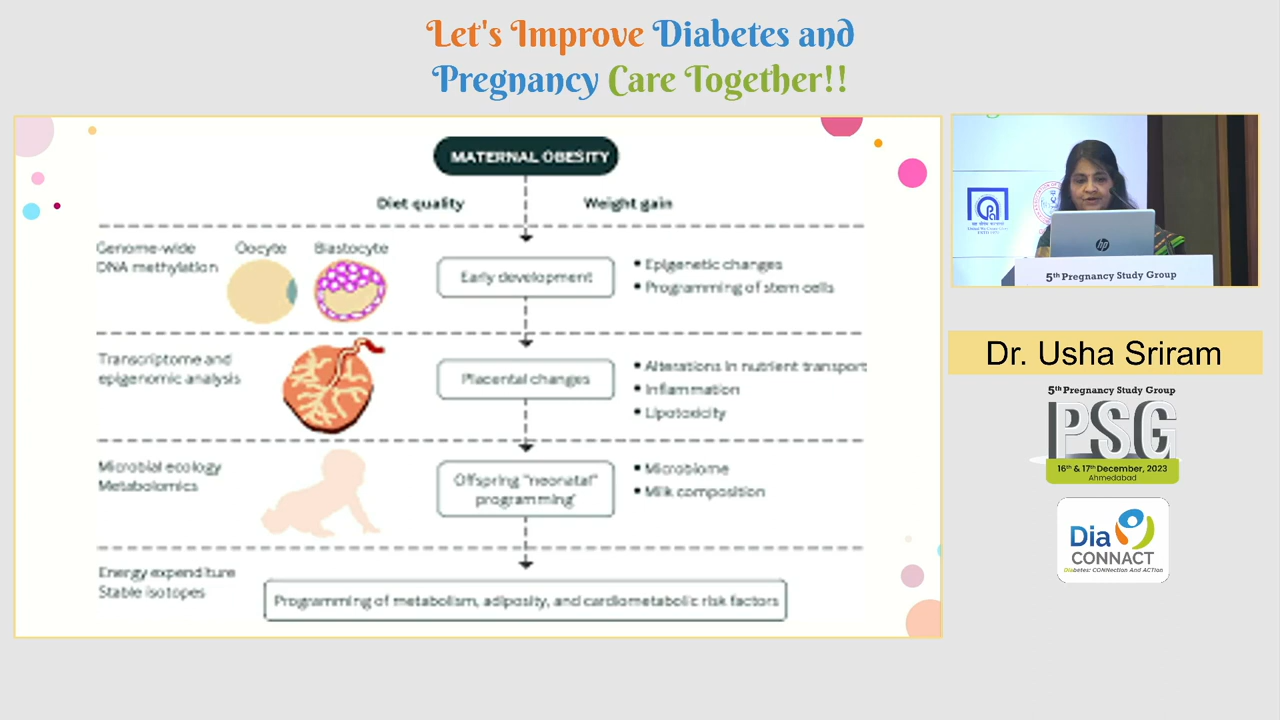 Let's Improve Diabetes and
Pregnancy Care Together!!
MATERNAL OBESITY
Diet quality
Weight gain
Genome-wide
DNA methylation
Oocyte
Blastocyte
Early development
• Epigenetic changes
• Programming of stem cells
Transcriptome and
epigenomic analysis
Placental changes
• Alterations in nutrient transport
• Inflammation
• Lipotoxicity
Microbial ecology
Metabolomics
Offspring "neonatal"
programming'
• Microbiome
• Milk composition
Energy expenditure
Stable isotopes
Programming of metabolism, adiposity, and cardiometabolic risk factors
hp
5th Pregnancy Study Group
Dr. Usha Sriram
5th Pregnancy Study Group
PSG
16th & 17th December, 2023
Ahmedabad
Dia
CONNACT
Diabetes: CONNection And ACTion